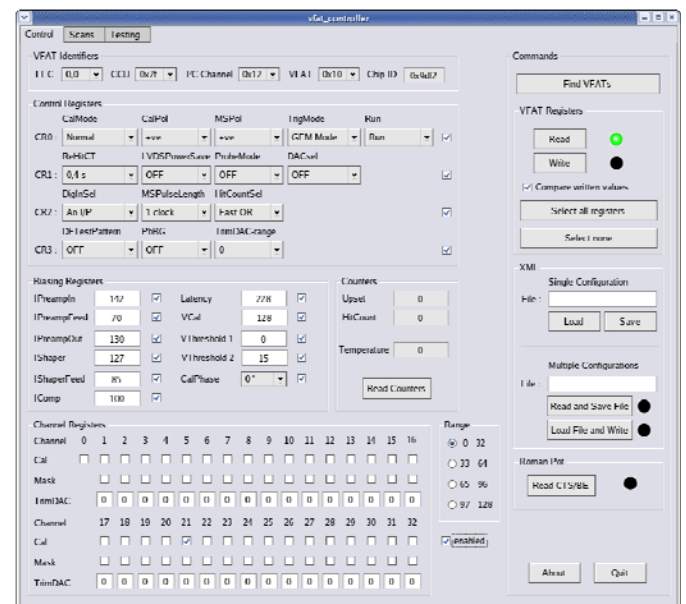 vfat_controller
Control Scans Testing
VFAT Identifiers
FEC 0,0 CCU 0x7f I²C Channel 0x12 VFAT 0x10 Chip ID
Control Registers
CalMode CalPol MSPol TrigMode Run
CR0 : Normal +ve +ve GEM Mode Run
ReHitCT LVDSPowerSave ProbeMode DACsel
CR1 : 0,4 s OFF OFF OFF
DigInSel MSPulseLength HitCountSel
CR2 : An I/P 1 clock Fast OR
DFTestPattern PbBG TrimDAC-range
CR3 : OFF OFF 0
Biasing Registers
IPreampIn 142 Latency 228
IPreampFeed 70 VCal 128
IPreampOut 130 VThreshold 1 0
IShaper 127 VThreshold 2 15
IShaperFeed 85 CalPhase 0°
IComp 100
Counters
Upset 0
HitCount 0
Temperature 0
Read Counters
Channel Registers
Channel 0 1 2 3 4 5 6 7 8 9 10 11 12 13 14 15 16
Cal
Mask
TrimDAC 0 0 0 0 0 0 0 0 0 0 0 0 0 0 0 0
Channel 17 18 19 20 21 22 23 24 25 26 27 28 29 30 31 32
Cal
Mask
TrimDAC 0 0 0 0 0 0 0 0 0 0 0 0 0 0 0 0
Range
0 32
33 64
65 96
97 128
enabled
Commands
Find VFATs
VFAT Registers
Read
Write
Compare written values
Select all registers
Select none
XML
Single Configuration
File :
Load Save
Multiple Configurations
File :
Read and Save File
Load File and Write
Roman Pot
Read CTS/BE
About Quit